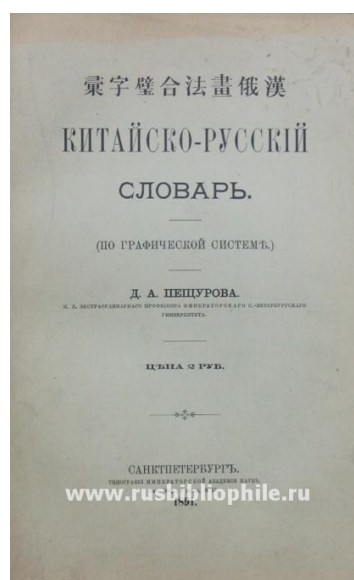 彙字璧合法畫俄漢
КИТАЙСКО-РУССКІЙ
СЛОВАРЬ.
(ПО ГРАФИЧЕСКОЙ СИСТЕМѢ.)
Д. А. ПЕЩУРОВА.
И. Д. ЭКСТРАОРДИНАРНАГО ПРОФЕССОРА ИМПЕРАТОРСКАГО С.-ПЕТЕРБУРГСКАГО
УНИВЕРСИТЕТА.
ЦѢНА 2 РУБ.
САНКТПЕТЕРБУРГЪ.
ТИПОГРАФІЯ ИМПЕРАТОРСКОЙ АКАДЕМІИ НАУКЪ.
www.rusbibliophile.ru
1891.